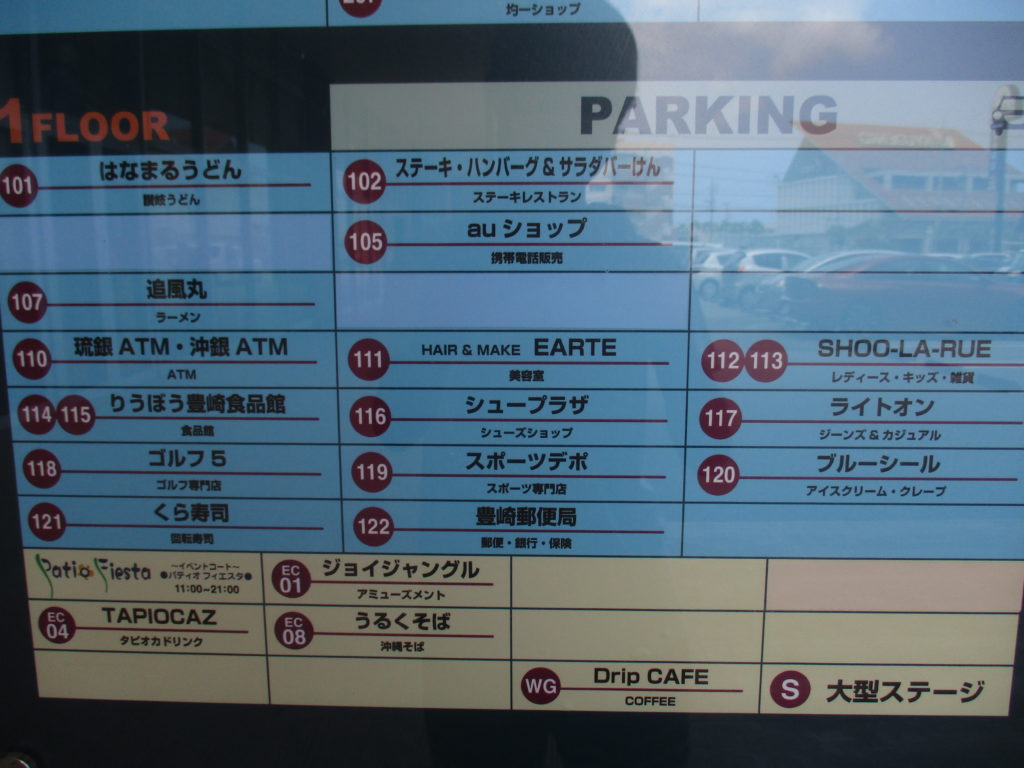 均一ショップ
1 FLOOR
PARKING
101 はなまるうどん
讃岐うどん
102 ステーキ・ハンバーグ & サラダバーけん
ステーキレストラン
105 au ショップ
携帯電話販売
107 追風丸
ラーメン
110 琉銀 ATM・沖銀 ATM
ATM
111 HAIR & MAKE EARTE
美容室
112 113 SHOO-LA-RUE
レディース・キッズ・雑貨
114 115 りうぼう豊崎食品館
食品館
116 シュープラザ
シューズショップ
117 ライトオン
ジーンズ & カジュアル
118 ゴルフ 5
ゴルフ専門店
119 スポーツデポ
スポーツ専門店
120 ブルーシール
アイスクリーム・クレープ
121 くら寿司
回転寿司
122 豊崎郵便局
郵便・銀行・保険
Patio Fiesta
～イベントコート～
●パティオ フィエスタ●
11:00~21:00
EC 01 ジョイジャングル
アミューズメント
EC 04 TAPIOCAZ
タピオカドリンク
EC 08 うるくそば
沖縄そば
WG Drip CAFE
COFFEE
S 大型ステージ